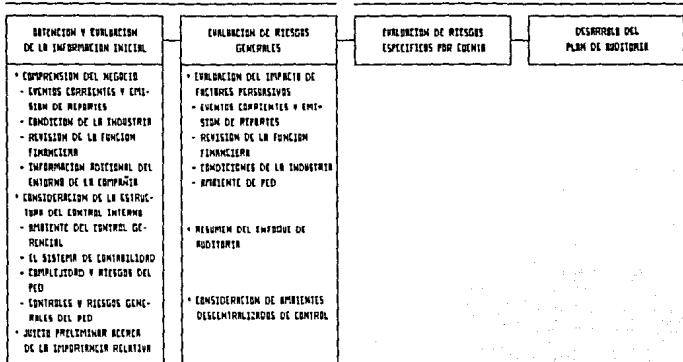 OBTENCION Y EVALUACION
DE LA INFORMACION INICIAL
EVALUACION DE RIESGOS
GENERALES
EVALUACION DE RIESGOS
ESPECIFICOS POR CUENTA
DESARROLLO DEL
PLAN DE AUDITORIA
* COMPRENSION DEL NEGOCIO
- EVENTOS CORRIENTES Y EMI-
SION DE REPORTES
- CONDICION DE LA INDUSTRIA
- REVISION DE LA FUNCION
FINANCIERA
- INFORMACION ADICIONAL DEL
ENTORNO DE LA COMPAÑIA
* CONSIDERACION DE LA ESTRUC-
TURA DEL CONTROL INTERNO
- AMBIENTE DEL CONTROL GE-
RENCIAL
- EL SISTEMA DE CONTABILIDAD
- COMPLEJIDAD Y RIESGOS DEL
PED
- CONTROLES Y RIESGOS GENE-
RALES DEL PED
* JUICIO PRELIMINAR ACERCA
DE LA IMPORTANCIA RELATIVA
* EVALUACION DEL IMPACTO DE
FACTORES PERSUASIVOS
- EVENTOS CORRIENTES Y EMI-
SION DE REPORTES
- REVISION DE LA FUNCION
FINANCIERA
- CONDICIONES DE LA INDUSTRIA
- AMBIENTE DE PED
* RESUMEN DEL ENFOQUE DE
AUDITORIA
* CONSIDERACION DE AMBIENTES
DESCENTRALIZADOS DE CONTROL